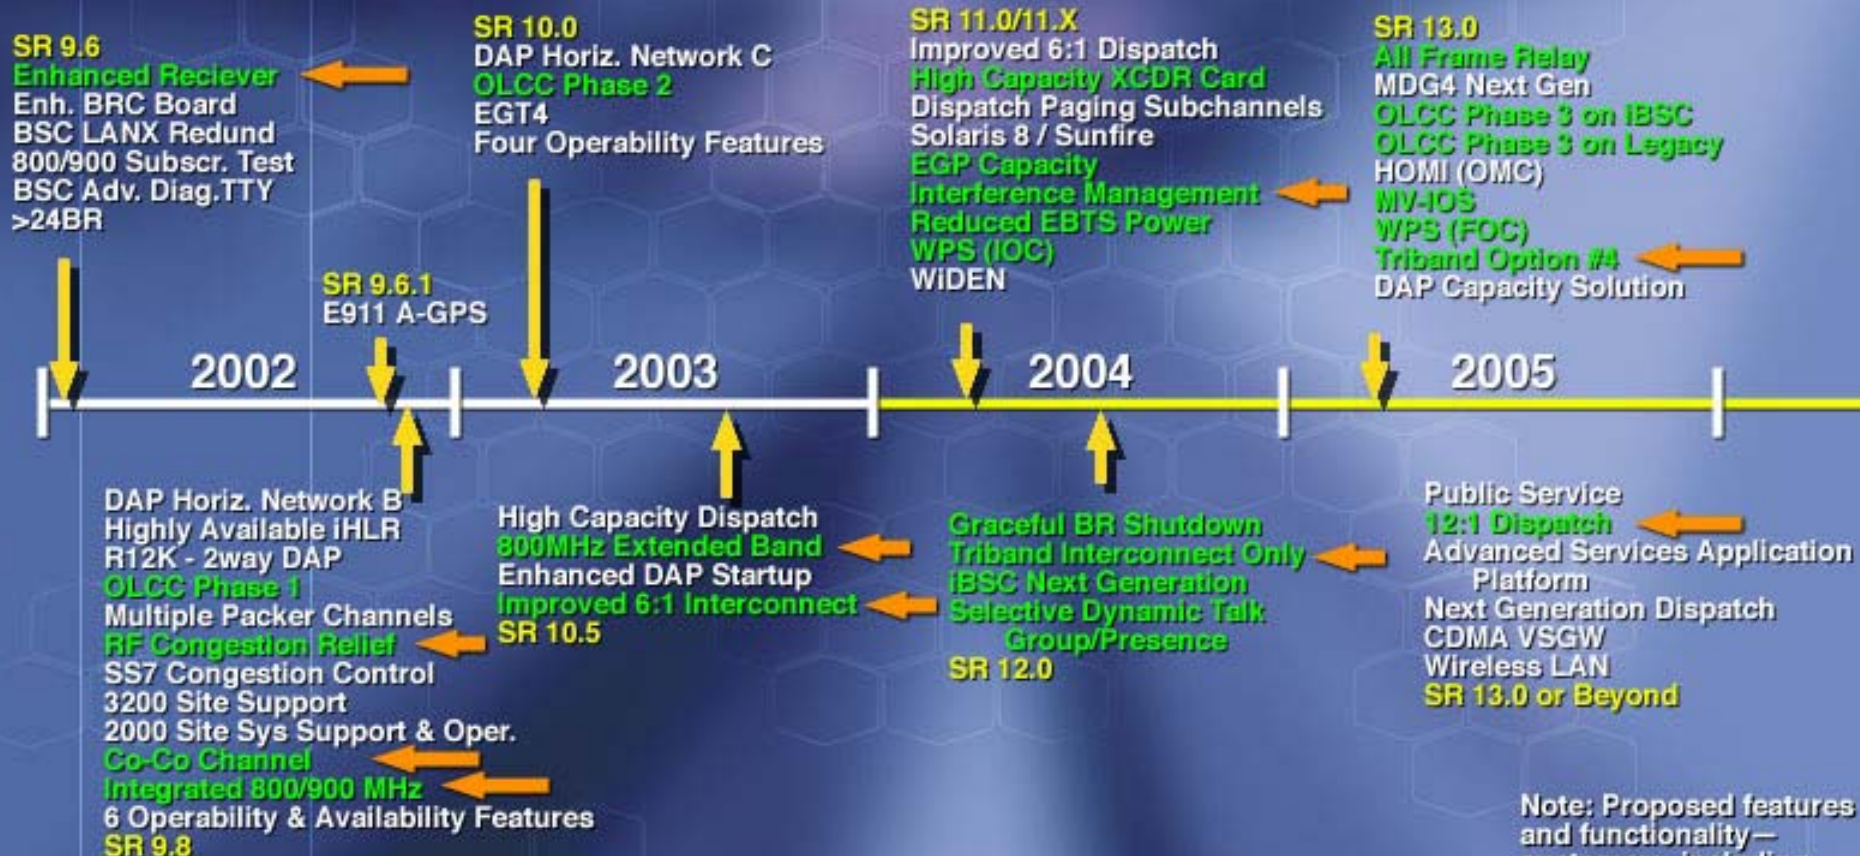 SR 9.6
Enhanced Reciever
Enh. BRC Board
BSC LANX Redund
800/900 Subscr. Test
BSC Adv. Diag.TTY
>24BR
SR 9.6.1
E911 A-GPS
SR 10.0
DAP Horiz. Network C
OLCC Phase 2
EGT4
Four Operability Features
SR 11.0/11.X
Improved 6:1 Dispatch
High Capacity XCDR Card
Dispatch Paging Subchannels
Solaris 8 / Sunfire
EGP Capacity
Interference Management
Reduced EBTS Power
WPS (IOC)
WiDEN
SR 13.0
All Frame Relay
MDG4 Next Gen
OLCC Phase 3 on iBSC
OLCC Phase 3 on Legacy
HOMI (OMC)
MV-IOS
WPS (FOC)
Triband Option #4
DAP Capacity Solution
2002
2003
2004
2005
DAP Horiz. Network B
Highly Available iHLR
R12K - 2way DAP
OLCC Phase 1
Multiple Packer Channels
RF Congestion Relief
SS7 Congestion Control
3200 Site Support
2000 Site Sys Support & Oper.
Co-Co Channel
Integrated 800/900 MHz
6 Operability & Availability Features
SR 9.8
High Capacity Dispatch
800MHz Extended Band
Enhanced DAP Startup
Improved 6:1 Interconnect
SR 10.5
Graceful BR Shutdown
Triband Interconnect Only
iBSC Next Generation
Selective Dynamic Talk
Group/Presence
SR 12.0
Public Service
12:1 Dispatch
Advanced Services Application
Platform
Next Generation Dispatch
CDMA VSGW
Wireless LAN
SR 13.0 or Beyond
Note: Proposed features
and functionality—